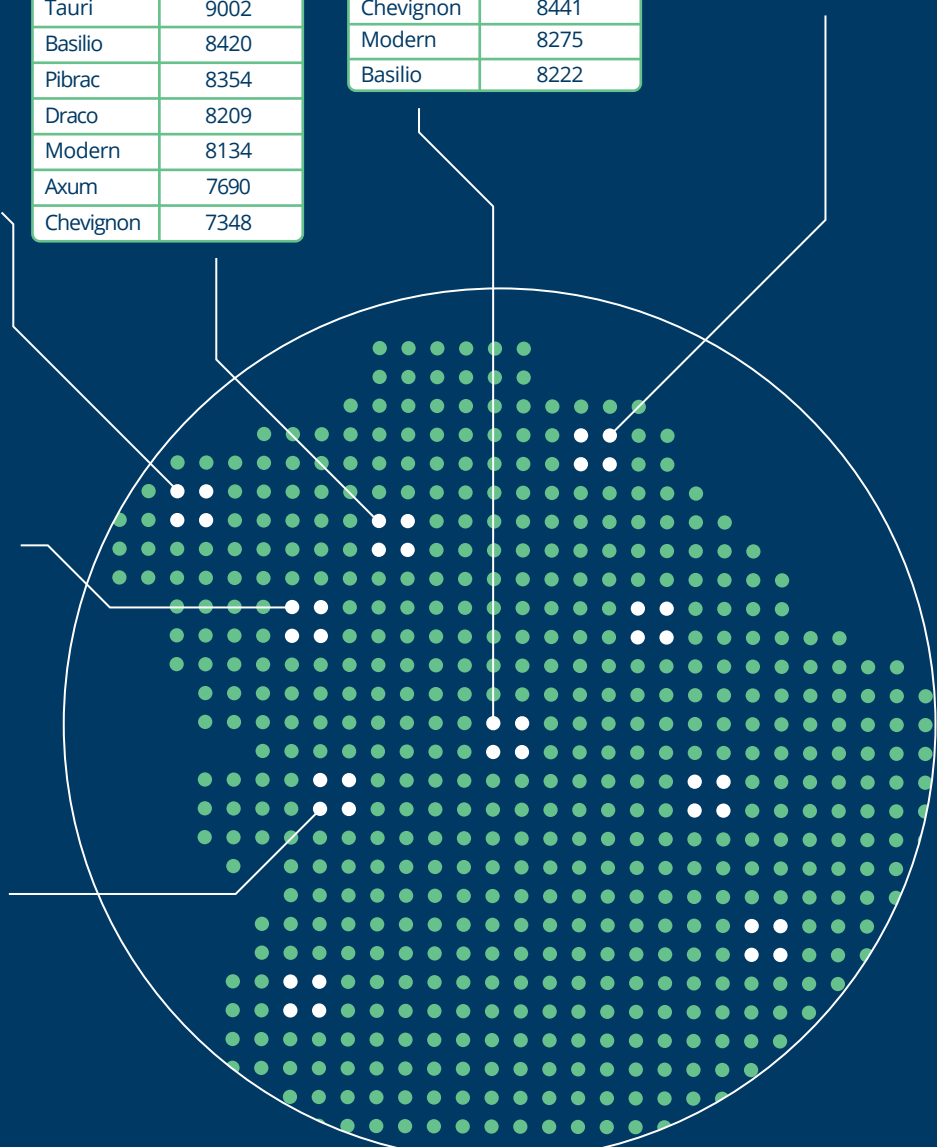 Tauri 9002
Basilio 8420
Pibrac 8354
Draco 8209
Modern 8134
Axum 7690
Chevignon 7348
Chevignon 8441
Modern 8275
Basilio 8222